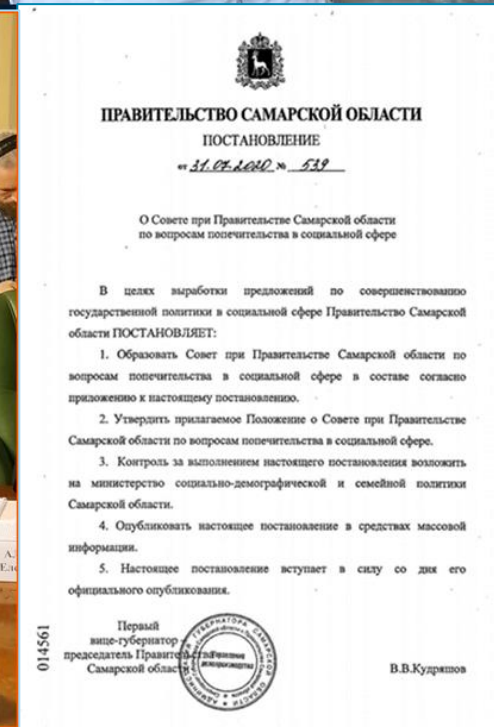 ПРАВИТЕЛЬСТВО САМАРСКОЙ ОБЛАСТИ
ПОСТАНОВЛЕНИЕ
от 31.07.2020 № 539
О Совете при Правительстве Самарской области
по вопросам попечительства в социальной сфере
В целях выработки предложений по совершенствованию
государственной политики в социальной сфере Правительство Самарской
области ПОСТАНОВЛЯЕТ:
1. Образовать Совет при Правительстве Самарской области по
вопросам попечительства в социальной сфере в составе согласно
приложению к настоящему постановлению.
2. Утвердить прилагаемое Положение о Совете при Правительстве
Самарской области по вопросам попечительства в социальной сфере.
3. Контроль за выполнением настоящего постановления возложить
на министерство социально-демографической и семейной политики
Самарской области.
4. Опубликовать настоящее постановление в средствах массовой
информации.
5. Настоящее постановление вступает в силу со дня его
официального опубликования.
Первый
вице-губернатор –
председатель Правительства
Самарской области
В.В.Кудряшов
014561